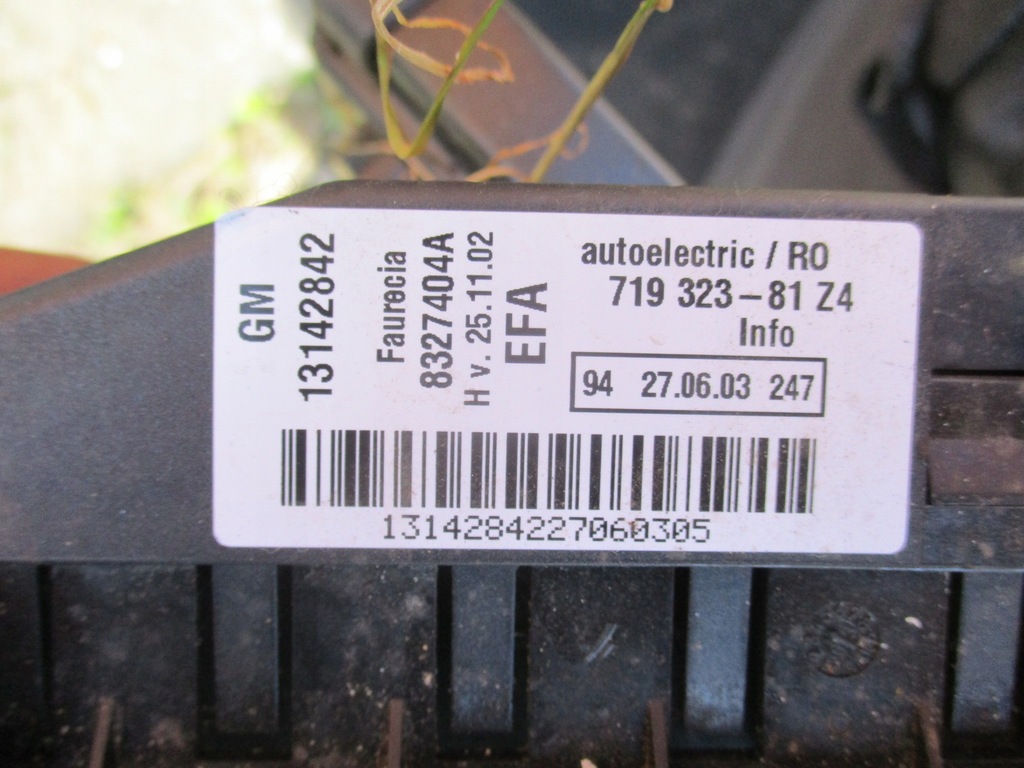 GM
13142842
Faurecia
8327404A
H v. 25.11.02
EFA
autoelectric / RO
719 323-81 Z4
Info
94 27.06.03 247
1314284227060305